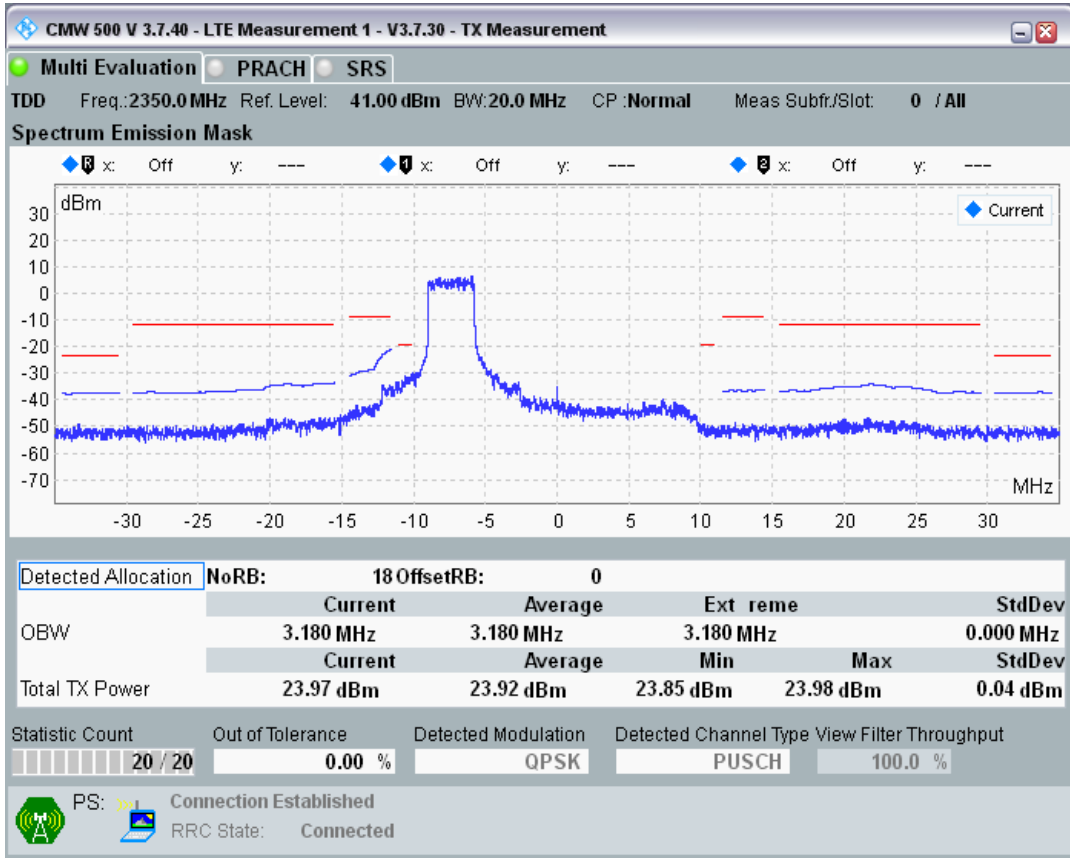 CMW 500 V 3.7.40 - LTE Measurement 1 - V3.7.30 - TX Measurement
Multi Evaluation PRACH SRS
TDD Freq.:2350.0 MHz Ref. Level: 41.00 dBm BW:20.0 MHz CP :Normal Meas Subfr./Slot: 0 / All
Spectrum Emission Mask
R x: Off y: --- 1 x: Off y: --- 2 x: Off y: ---
dBm
Current
30
20
10
0
-10
-20
-30
-40
-50
-60
-70
MHz
-30 -25 -20 -15 -10 -5 0 5 10 15 20 25 30
Detected Allocation NoRB: 18 OffsetRB: 0
Current Average Ext reme StdDev
OBW 3.180 MHz 3.180 MHz 3.180 MHz 0.000 MHz
Current Average Min Max StdDev
Total TX Power 23.97 dBm 23.92 dBm 23.85 dBm 23.98 dBm 0.04 dBm
Statistic Count Out of Tolerance Detected Modulation Detected Channel Type View Filter Throughput
20 / 20 0.00 % QPSK PUSCH 100.0 %
PS: Connection Established
RRC State: Connected